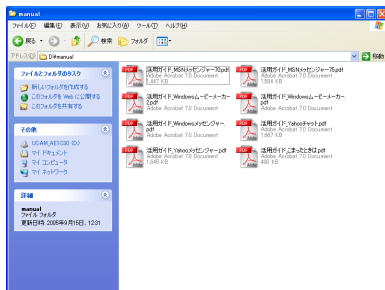 manual
ファイル(F) 編集(E) 表示(V) お気に入り(A) ツール(T) ヘルプ(H)
戻る 検索 フォルダ
アドレス(D) D:¥manual 移動
ファイルとフォルダのタスク
新しいフォルダを作成する
このフォルダを Web に公開する
このフォルダを共有する
その他
UCAM_AE1C30 (D:)
マイ ドキュメント
マイ コンピュータ
マイ ネットワーク
詳細
manual
ファイル フォルダ
更新日時: 2005年9月15日、12:31
活用ガイド_MSNメッセンジャー70.pdf
Adobe Acrobat 7.0 Document
1,447 KB
活用ガイド_MSNメッセンジャー75.pdf
Adobe Acrobat 7.0 Document
1,594 KB
活用ガイド_Windowsムービーメーカー2.pdf
Adobe Acrobat 7.0 Document
活用ガイド_Windowsムービーメーカー.pdf
Adobe Acrobat 7.0 Document
活用ガイド_Windowsメッセンジャー.pdf
Adobe Acrobat 7.0 Document
活用ガイド_Yahooチャット.pdf
Adobe Acrobat 7.0 Document
1,667 KB
活用ガイド_Yahooメッセンジャー.pdf
Adobe Acrobat 7.0 Document
1,645 KB
活用ガイド_こまったときは.pdf
Adobe Acrobat 7.0 Document
480 KB